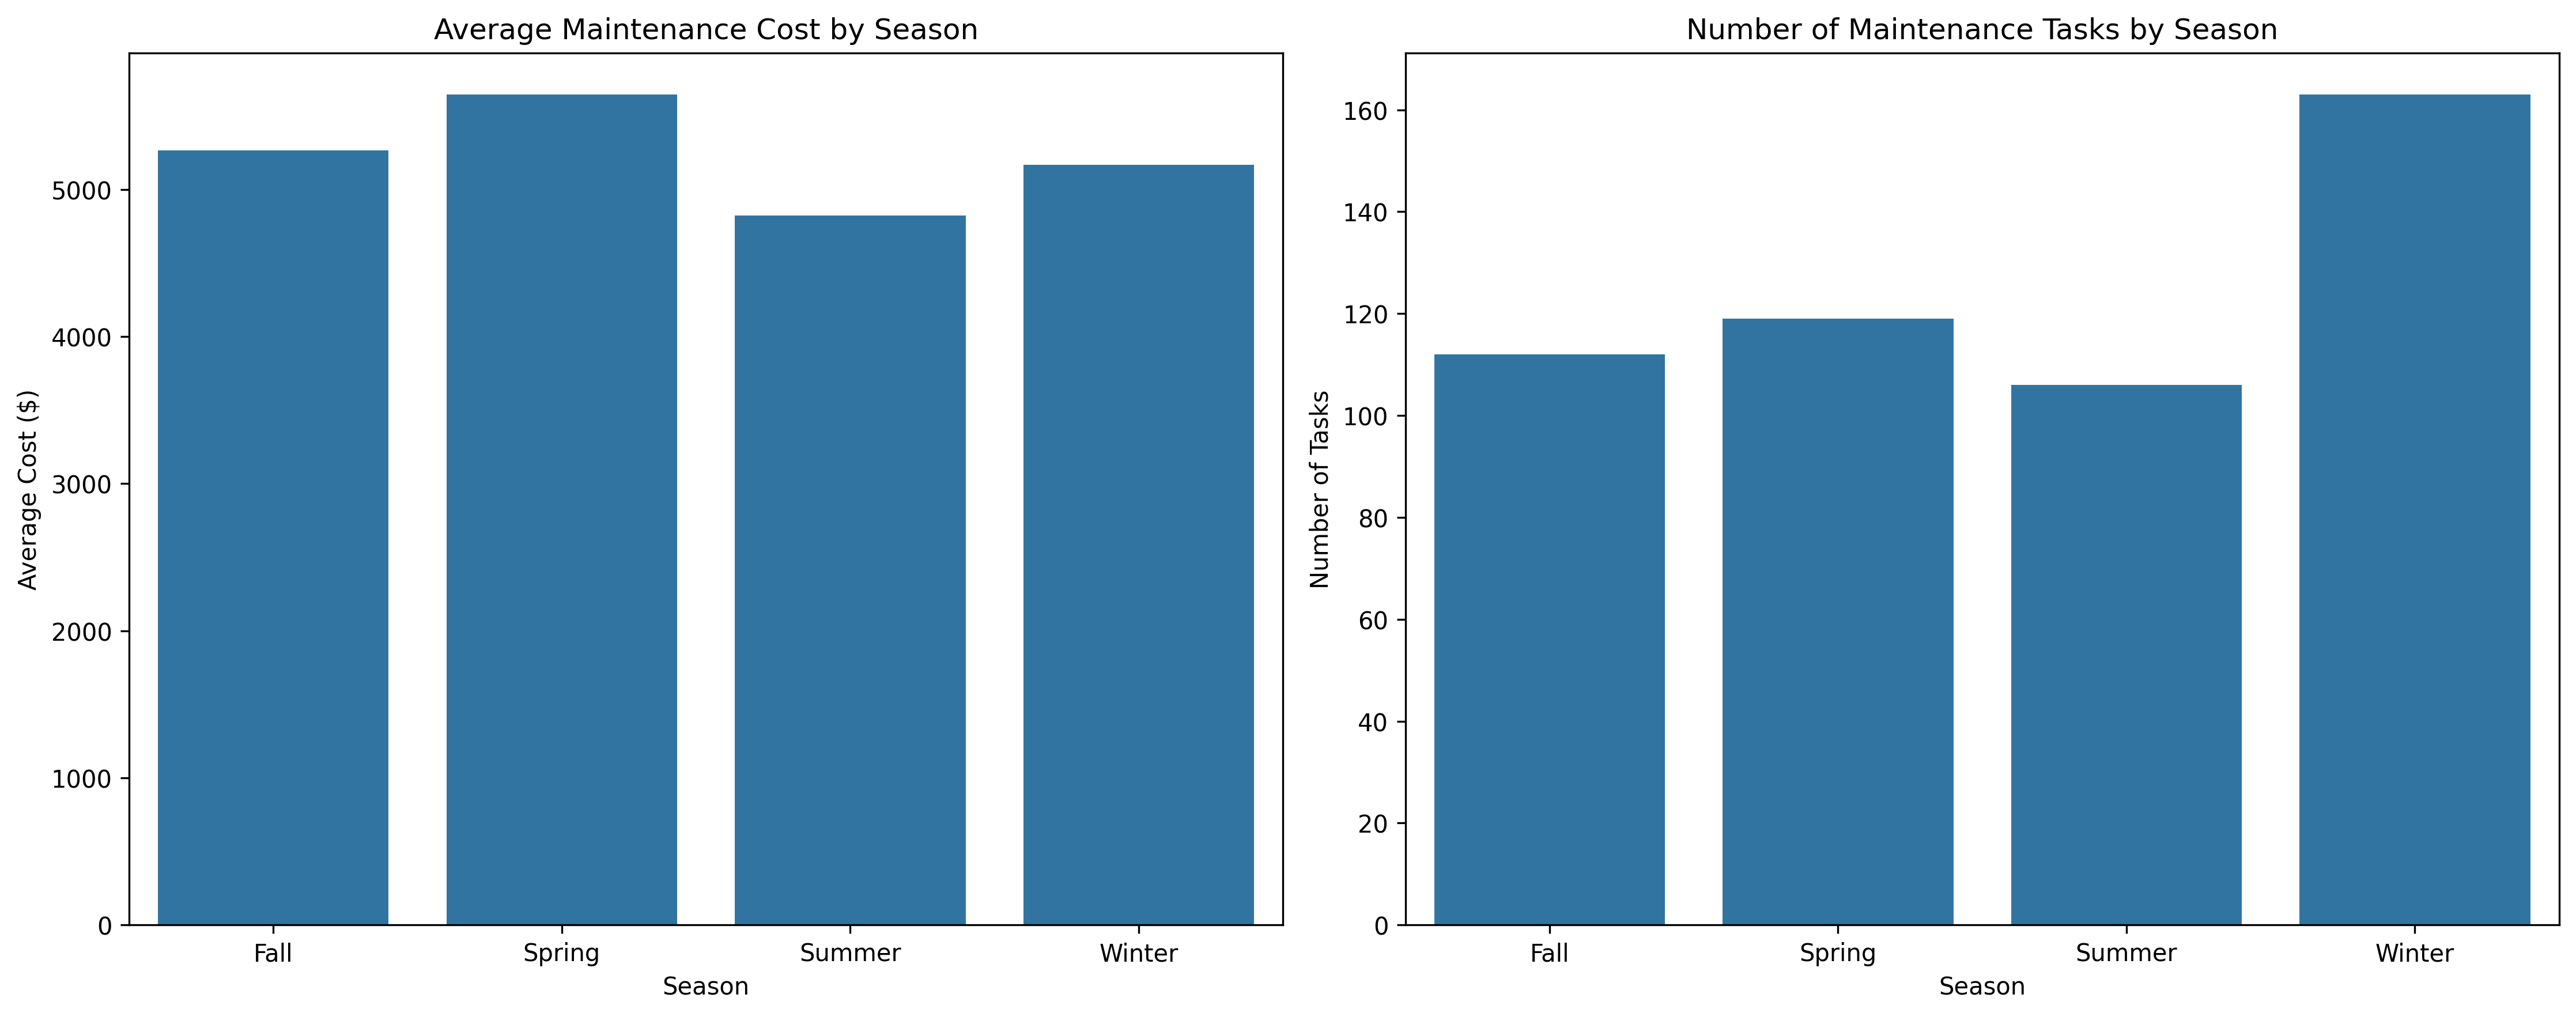 Average Maintenance Cost by Season
Average Cost ($)
5000
4000
3000
2000
1000
0
Fall Spring Summer Winter
Season
Number of Maintenance Tasks by Season
Number of Tasks
160
140
120
100
80
60
40
20
0
Fall Spring Summer Winter
Season